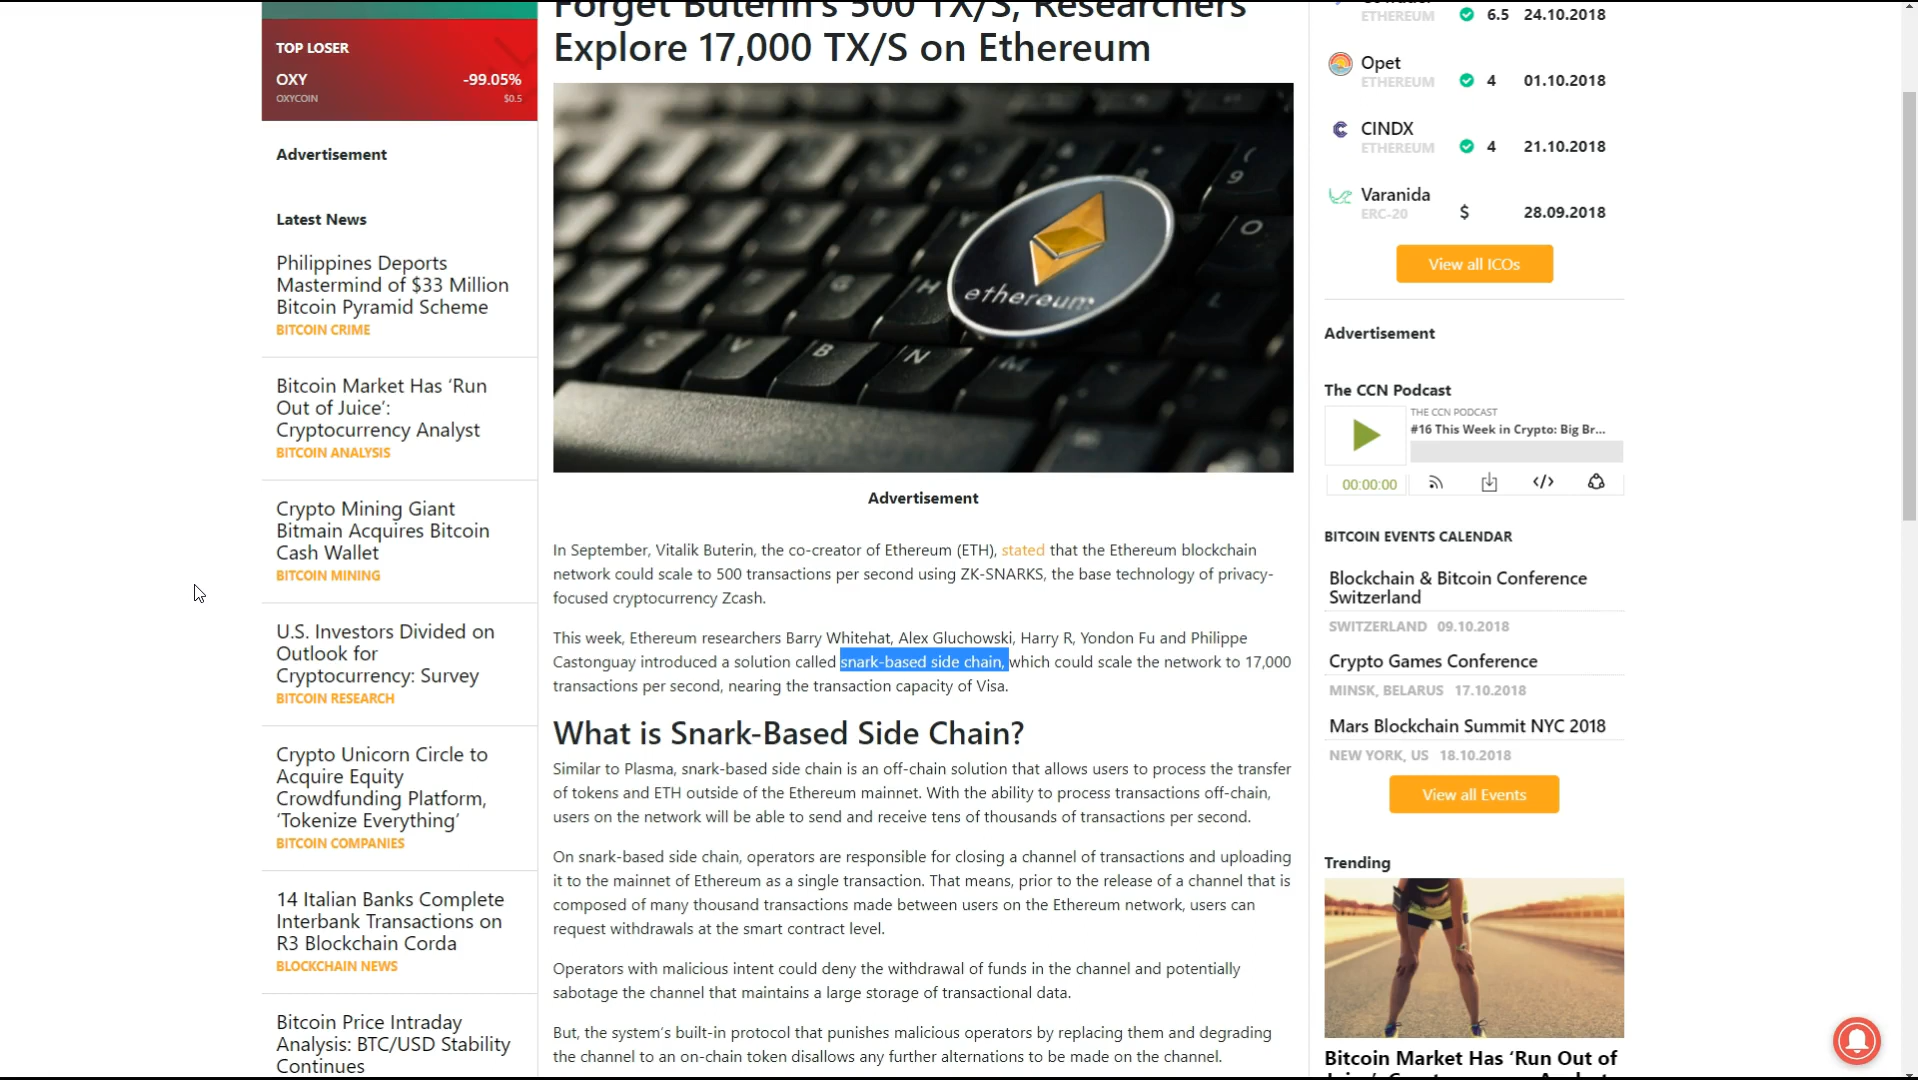 TOP LOSER
OXY -99.05%
OXYCOIN $0.5
Advertisement
Latest News
Philippines Deports
Mastermind of $33 Million
Bitcoin Pyramid Scheme
BITCOIN CRIME
Bitcoin Market Has ‘Run
Out of Juice’:
Cryptocurrency Analyst
BITCOIN ANALYSIS
Crypto Mining Giant
Bitmain Acquires Bitcoin
Cash Wallet
BITCOIN MINING
U.S. Investors Divided on
Outlook for
Cryptocurrency: Survey
BITCOIN RESEARCH
Crypto Unicorn Circle to
Acquire Equity
Crowdfunding Platform,
‘Tokenize Everything’
BITCOIN COMPANIES
14 Italian Banks Complete
Interbank Transactions on
R3 Blockchain Corda
BLOCKCHAIN NEWS
Bitcoin Price Intraday
Analysis: BTC/USD Stability
Continues
Forget Buterin’s 500 TX/S, Researchers
Explore 17,000 TX/S on Ethereum
9
O
G
H
L
C
V
B
N
M
ethereum
Advertisement
In September, Vitalik Buterin, the co-creator of Ethereum (ETH), stated that the Ethereum blockchain
network could scale to 500 transactions per second using ZK-SNARKS, the base technology of privacy-
focused cryptocurrency Zcash.
This week, Ethereum researchers Barry Whitehat, Alex Gluchowski, Harry R, Yondon Fu and Philippe
Castonguay introduced a solution called snark-based side chain, which could scale the network to 17,000
transactions per second, nearing the transaction capacity of Visa.
What is Snark-Based Side Chain?
Similar to Plasma, snark-based side chain is an off-chain solution that allows users to process the transfer
of tokens and ETH outside of the Ethereum mainnet. With the ability to process transactions off-chain,
users on the network will be able to send and receive tens of thousands of transactions per second.
On snark-based side chain, operators are responsible for closing a channel of transactions and uploading
it to the mainnet of Ethereum as a single transaction. That means, prior to the release of a channel that is
composed of many thousand transactions made between users on the Ethereum network, users can
request withdrawals at the smart contract level.
Operators with malicious intent could deny the withdrawal of funds in the channel and potentially
sabotage the channel that maintains a large storage of transactional data.
But, the system’s built-in protocol that punishes malicious operators by replacing them and degrading
the channel to an on-chain token disallows any further alternations to be made on the channel.
ETHEREUM 6.5 24.10.2018
Opet
ETHEREUM 4 01.10.2018
CINDX
ETHEREUM 4 21.10.2018
Varanida
ERC-20 $ 28.09.2018
View all ICOs
Advertisement
The CCN Podcast
THE CCN PODCAST
#16 This Week in Crypto: Big Br...
00:00:00
BITCOIN EVENTS CALENDAR
Blockchain & Bitcoin Conference
Switzerland
SWITZERLAND 09.10.2018
Crypto Games Conference
MINSK, BELARUS 17.10.2018
Mars Blockchain Summit NYC 2018
NEW YORK, US 18.10.2018
View all Events
Trending
Bitcoin Market Has ‘Run Out of